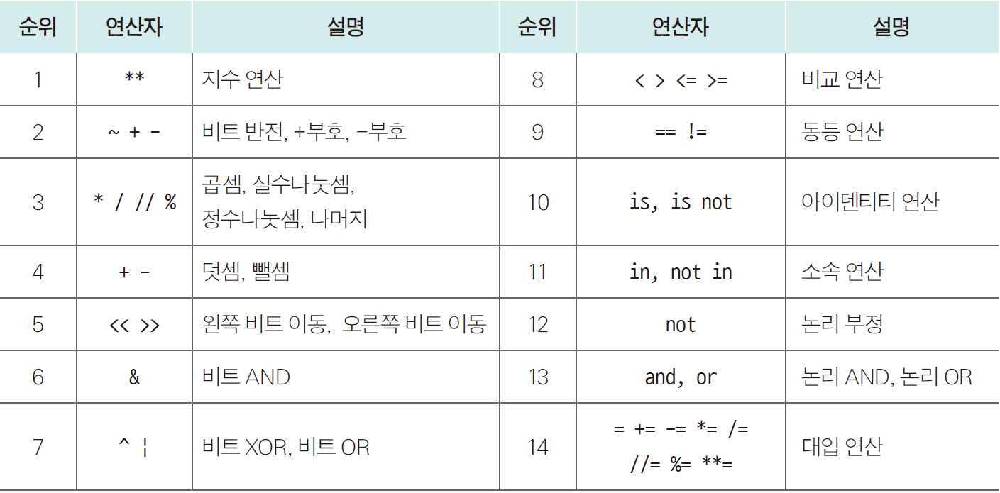 순위 연산자 설명 순위 연산자 설명
1 ** 지수 연산 8 < > <= >= 비교 연산
2 ~ + - 비트 반전, +부호, -부호 9 == != 동등 연산
3 * / // % 곱셈, 실수나눗셈,
정수나눗셈, 나머지 10 is, is not 아이덴티티 연산
4 + - 덧셈, 뺄셈 11 in, not in 소속 연산
5 << >> 왼쪽 비트 이동, 오른쪽 비트 이동 12 not 논리 부정
6 & 비트 AND 13 and, or 논리 AND, 논리 OR
7 ^ ¦ 비트 XOR, 비트 OR 14 = += -= *= /=
//= %= **= 대입 연산